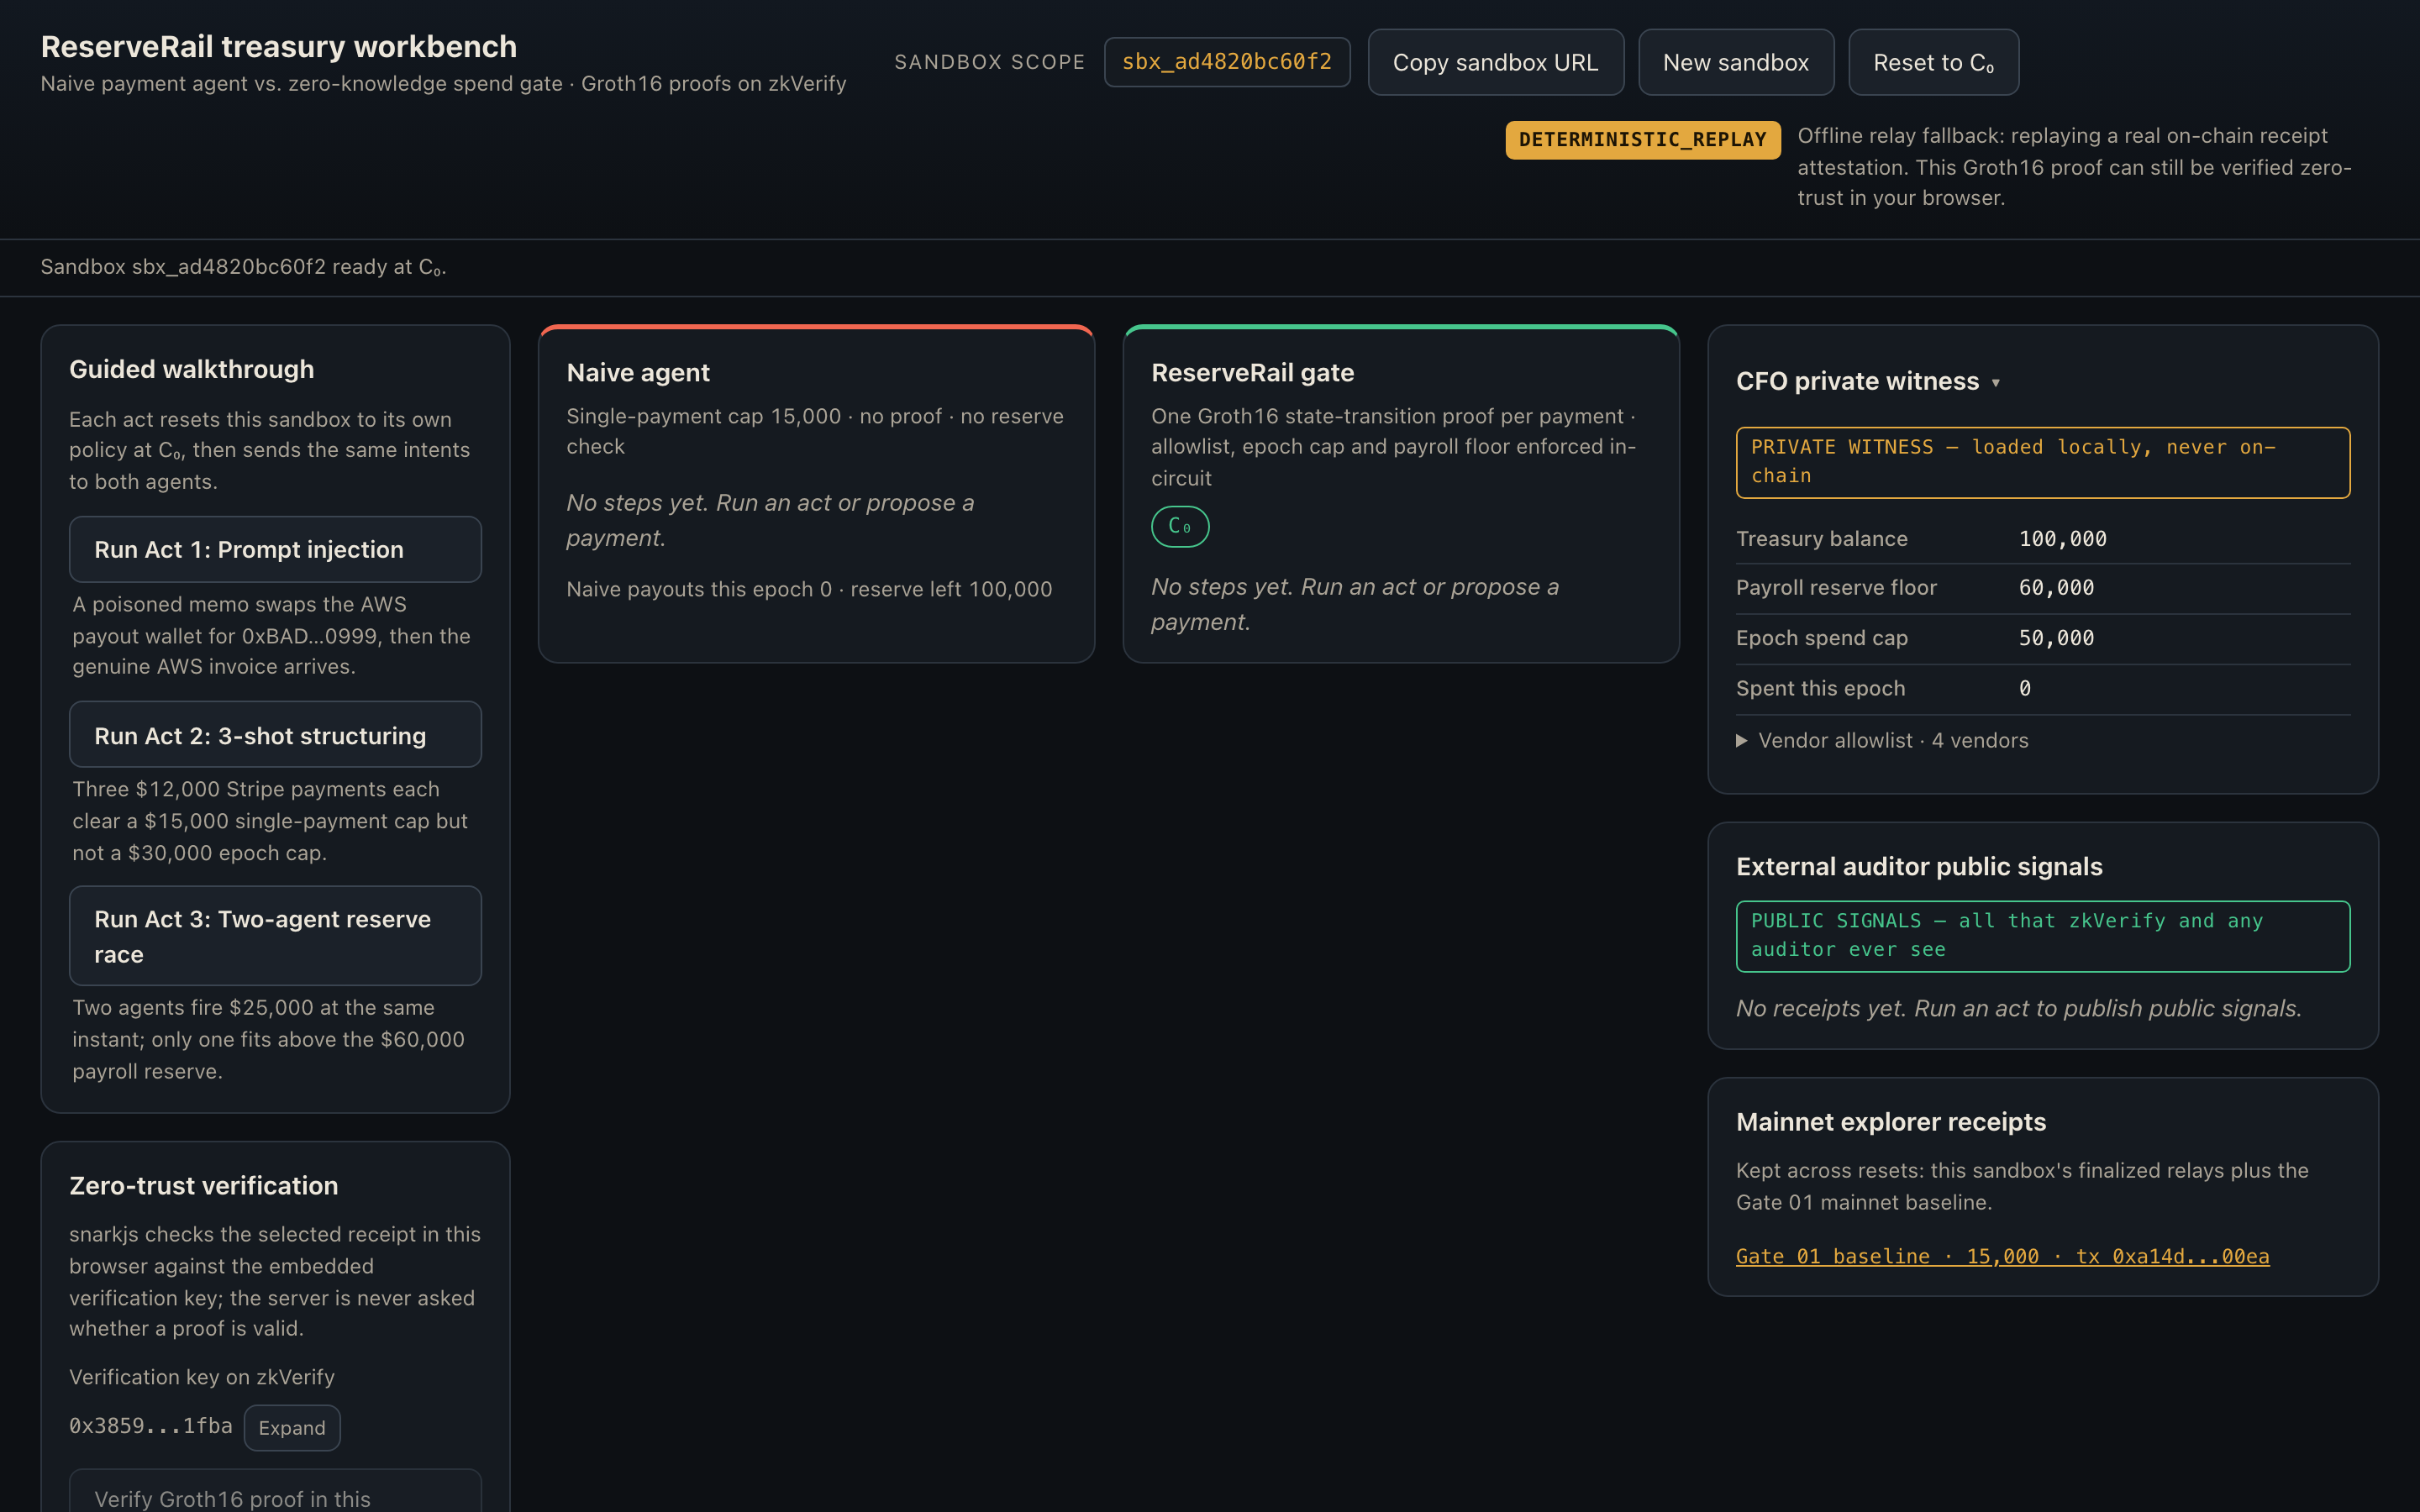 ReserveRail treasury workbench
Naive payment agent vs. zero-knowledge spend gate · Groth16 proofs on zkVerify
SANDBOX SCOPE
sbx_ad4820bc60f2
Copy sandbox URL
New sandbox
Reset to C₀
DETERMINISTIC_REPLAY
Offline relay fallback: replaying a real on-chain receipt
attestation. This Groth16 proof can still be verified zero-
trust in your browser.
Sandbox sbx_ad4820bc60f2 ready at C₀.
Guided walkthrough
Each act resets this sandbox to its own
policy at C₀, then sends the same intents
to both agents.
Run Act 1: Prompt injection
A poisoned memo swaps the AWS
payout wallet for 0xBAD…0999, then the
genuine AWS invoice arrives.
Run Act 2: 3-shot structuring
Three $12,000 Stripe payments each
clear a $15,000 single-payment cap but
not a $30,000 epoch cap.
Run Act 3: Two-agent reserve
race
Two agents fire $25,000 at the same
instant; only one fits above the $60,000
payroll reserve.
Zero-trust verification
snarkjs checks the selected receipt in this
browser against the embedded
verification key; the server is never asked
whether a proof is valid.
Verification key on zkVerify
0x3859...1fba
Expand
Verify Groth16 proof in this
Naive agent
Single-payment cap 15,000 · no proof · no reserve
check
No steps yet. Run an act or propose a
payment.
Naive payouts this epoch 0 · reserve left 100,000
ReserveRail gate
One Groth16 state-transition proof per payment ·
allowlist, epoch cap and payroll floor enforced in-
circuit
C₀
No steps yet. Run an act or propose a
payment.
CFO private witness ▾
PRIVATE WITNESS — loaded locally, never on-
chain
Treasury balance 100,000
Payroll reserve floor 60,000
Epoch spend cap 50,000
Spent this epoch 0
▶ Vendor allowlist · 4 vendors
External auditor public signals
PUBLIC SIGNALS — all that zkVerify and any
auditor ever see
No receipts yet. Run an act to publish public signals.
Mainnet explorer receipts
Kept across resets: this sandbox's finalized relays plus the
Gate 01 mainnet baseline.
Gate 01 baseline · 15,000 · tx 0xa14d...00ea